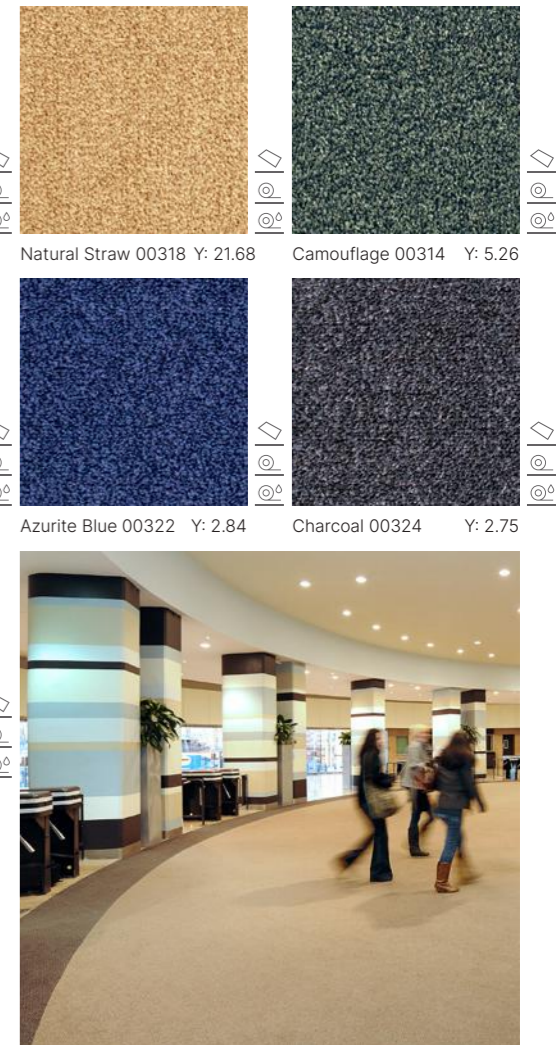 Natural Straw 00318 Y: 21.68
Camouflage 00314 Y: 5.26
Azurite Blue 00322 Y: 2.84
Charcoal 00324 Y: 2.75